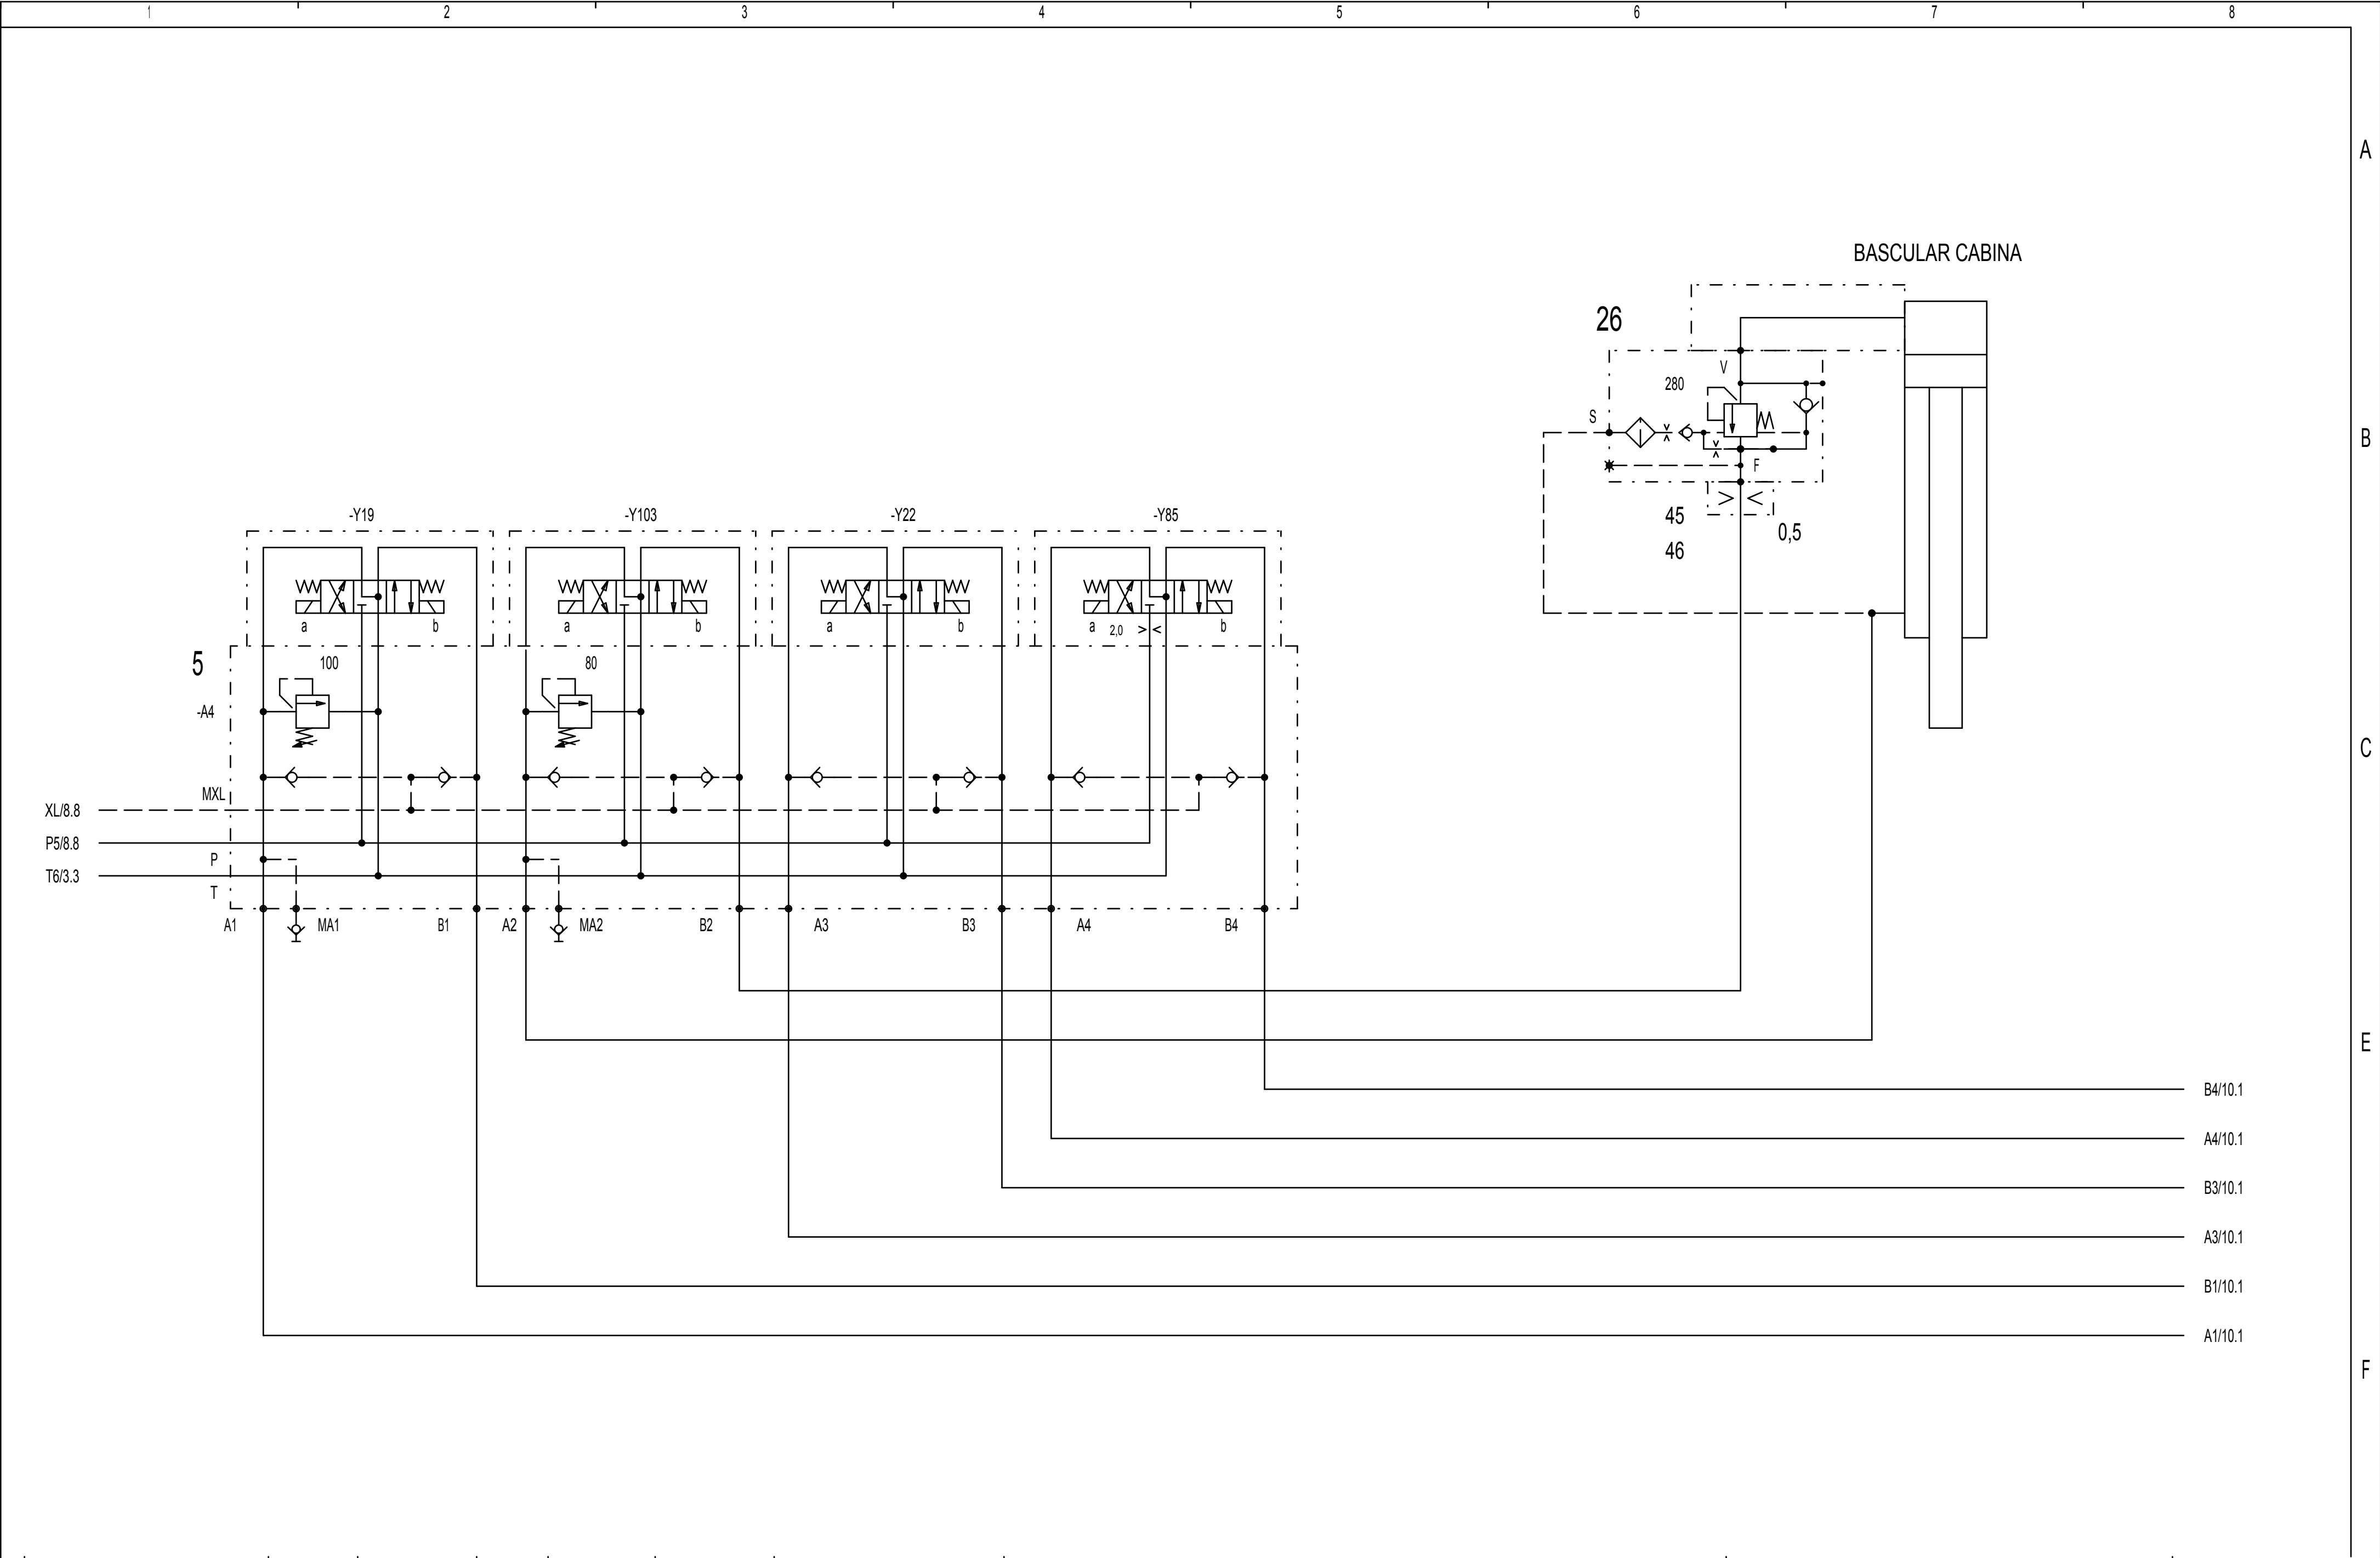 1 2 3 4 5 6 7 8
A
BASCULAR CABINA
26
V
280
S
B
F
-Y19 -Y103 -Y22 -Y85
45
0,5
46
a b a b a 2,0 > < b
a b
5
100 80
-A4
C
MXL
XL/8.8
P5/8.8
P
T6/3.3
T
A1 MA1 B1 A2 MA2 B2 A3 B3 A4 B4
E
B4/10.1
A4/10.1
B3/10.1
A3/10.1
B1/10.1
A1/10.1
F